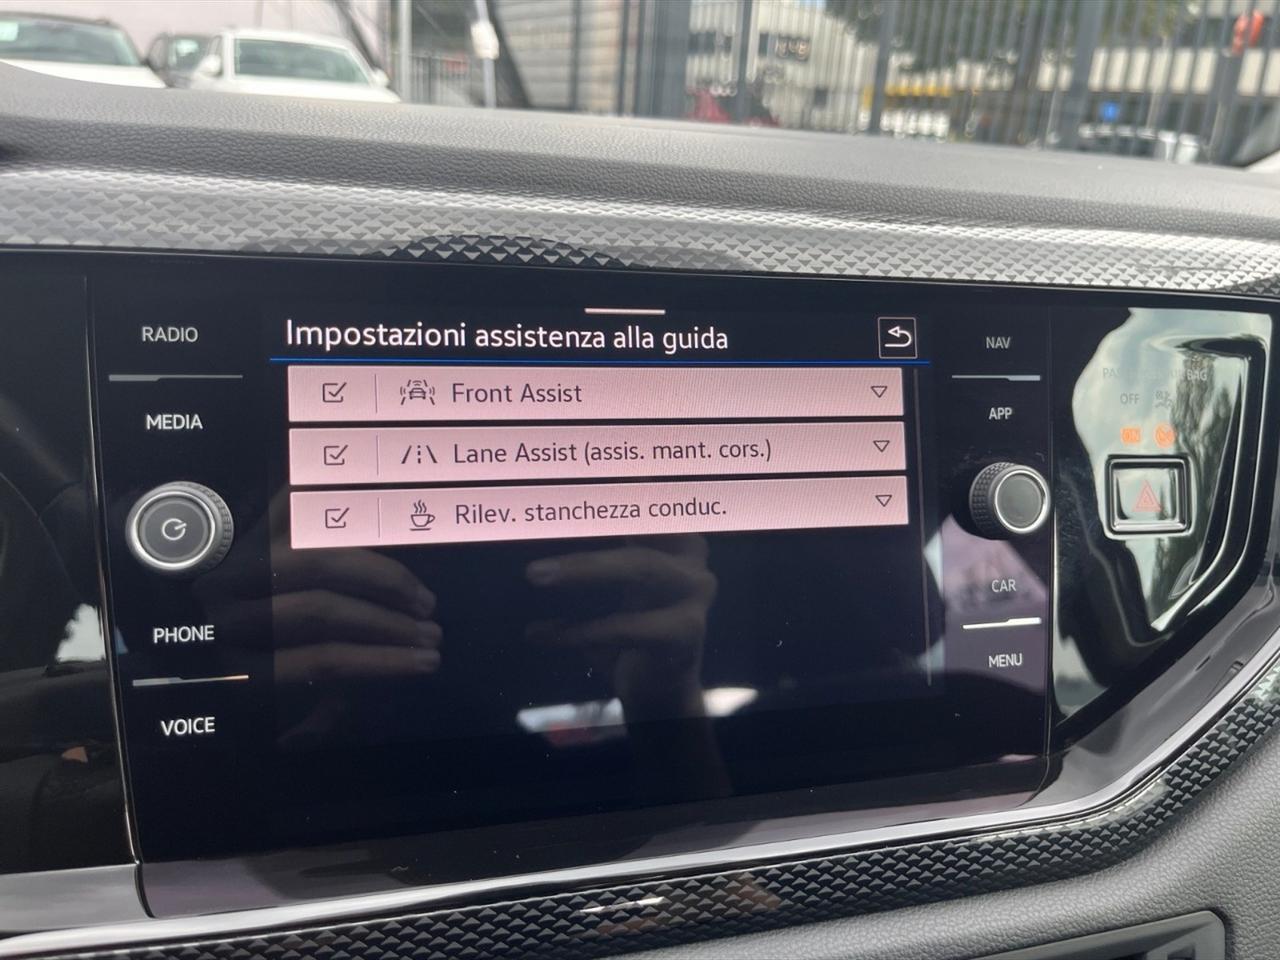 Impostazioni assistenza alla guida
Front Assist
Lane Assist (assis. mant. cors.)
Rilev. stanchezza conduc.
RADIO
MEDIA
PHONE
VOICE
NAV
APP
CAR
MENU
OFF
ON